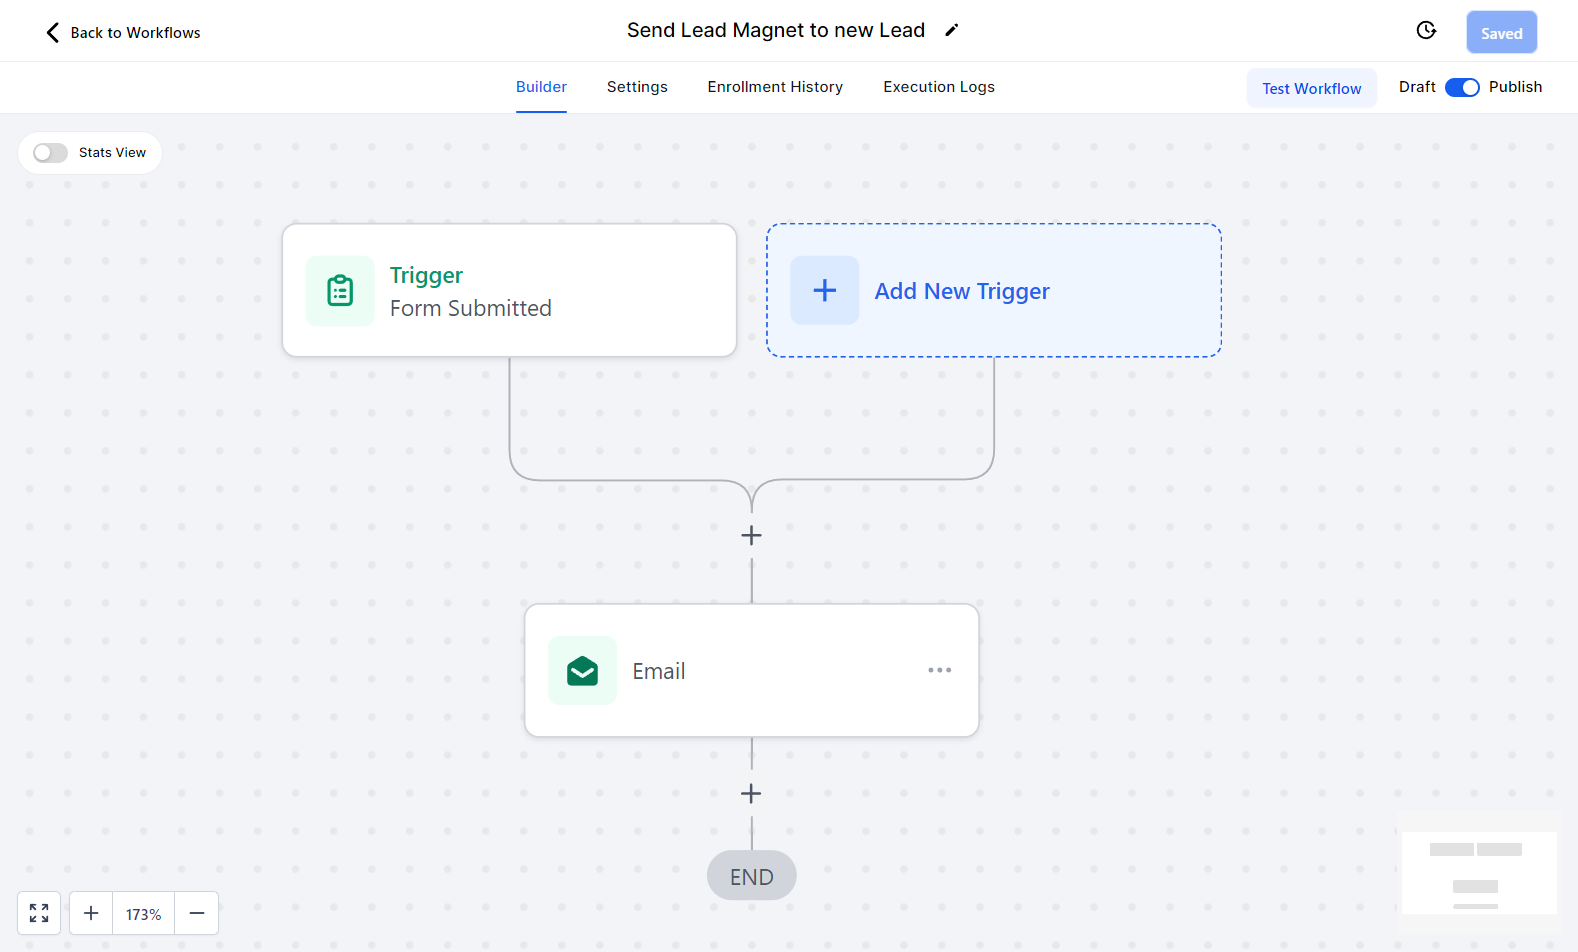 Back to Workflows
Send Lead Magnet to new Lead
Saved
Builder
Settings
Enrollment History
Execution Logs
Test Workflow
Draft
Publish
Stats View
Trigger
Form Submitted
Add New Trigger
Email
END
173%